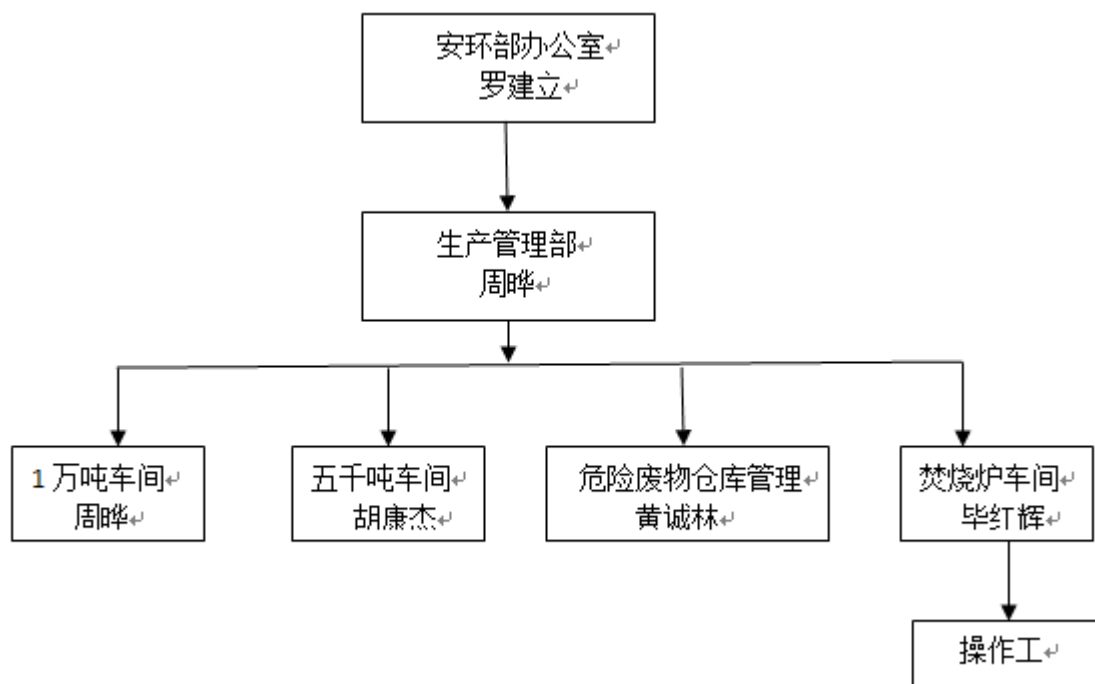 安环部办公室
罗建立
生产管理部
周晔
1万吨车间
周晔
五千吨车间
胡康杰
危险废物仓库管理
黄诚林
焚烧炉车间
毕红辉
操作工